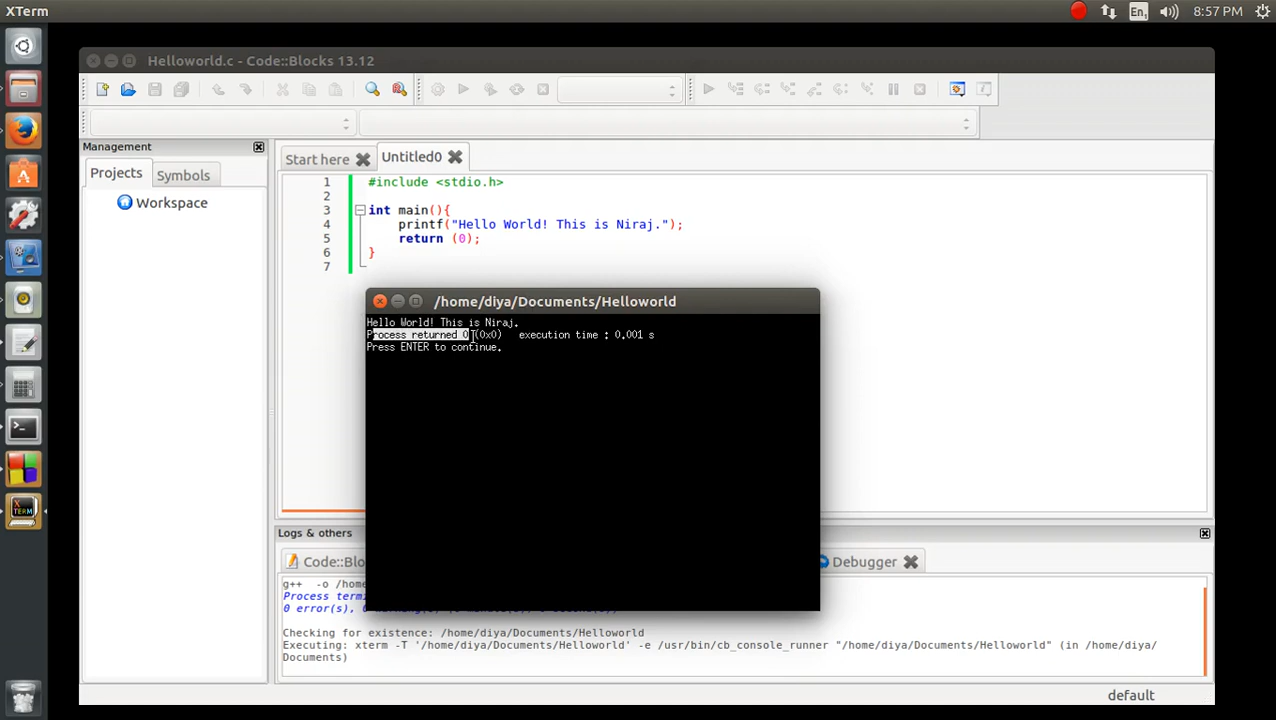 XTerm
En1
8:57 PM
Helloworld.c - Code::Blocks 13.12
Management
Projects
Symbols
Workspace
Start here
Untitled0
1 #include <stdio.h>
2
3 int main(){
4 printf("Hello World! This is Niraj.");
5 return (0);
6 }
7
/home/diya/Documents/Helloworld
Hello World! This is Niraj.
Process returned 0 (0x0) execution time : 0.001 s
Press ENTER to continue.
X
TERM
Logs & others
Code::Blo
Debugger
g++ -o /home
Process term
0 error(s), 0
Checking for existence: /home/diya/Documents/Helloworld
Executing: xterm -T '/home/diya/Documents/Helloworld' -e /usr/bin/cb_console_runner "/home/diya/Documents/Helloworld" (in /home/diya/
Documents)
default